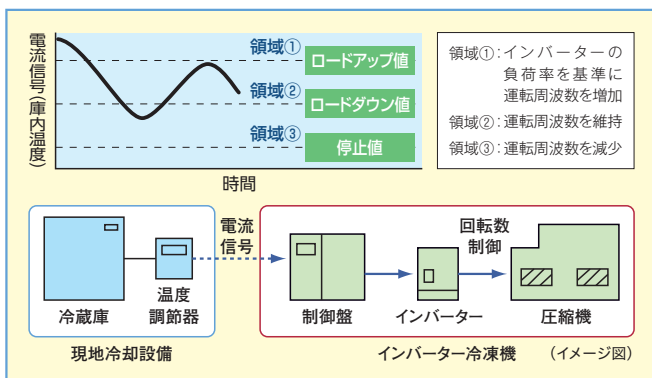 電流信号(庫内温度)
領域①
ロードアップ値
領域②
ロードダウン値
領域③
停止値
時間
領域①:インバーターの
負荷率を基準に
運転周波数を増加
領域②:運転周波数を維持
領域③:運転周波数を減少
電流
信号
回転数
制御
冷蔵庫
温度
調節器
制御盤
インバーター
圧縮機
現地冷却設備
インバーター冷凍機
(イメージ図)